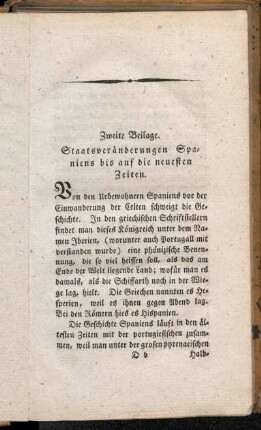 Zweite Beilage.
Staatsveränderungen Spa-
niens bis auf die neuesten
Zeiten.
Von den Urbewohnern Spaniens vor der
Einwanderung der Celten schweigt die Ge-
schichte. In den griechischen Schriftstellern
findet man dieses Königreich unter dem Na-
men Iberien, (worunter auch Portugall mit
verstanden wurde) eine phönizische Benen-
nung, die so viel heissen soll, als das am
Ende der Welt liegende Land; wofür man es
damals, als die Schiffarth noch in der Wie-
ge lag, hielt. Die Griechen nannten es He-
sperien, weil es ihnen gegen Abend lag.
Bei den Römern hies es Hispanien.
Die Geschichte Spaniens läuft in den äl-
testen Zeiten mit der portugiesischen zusam-
men, weil man unter der grossen pyrenaeischen
D d Halb-